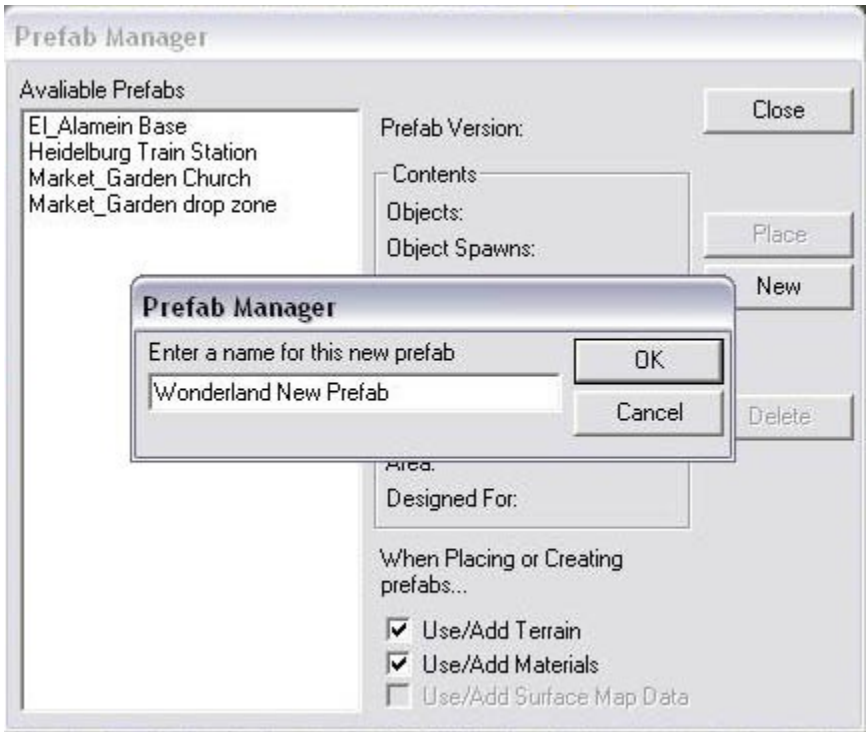 Prefab Manager
Avaliable Prefabs
El_Alamein Base
Heidelburg Train Station
Market_Garden Church
Market_Garden drop zone
Prefab Version:
Contents
Objects:
Object Spawns:
Close
Place
New
Prefab Manager
Enter a name for this new prefab
Wonderland New Prefab
OK
Cancel
Delete
Area:
Designed For:
When Placing or Creating
prefabs...
Use/Add Terrain
Use/Add Materials
Use/Add Surface Map Data